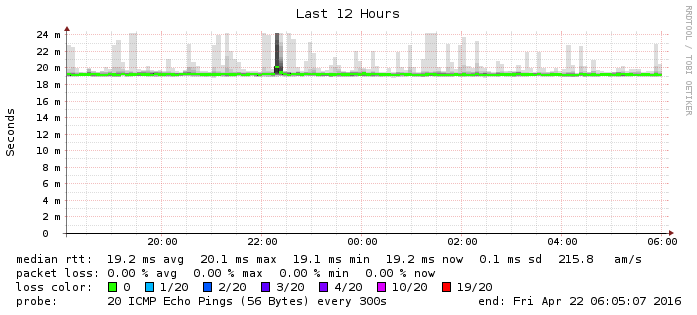 Last 12 Hours
RRDTOOL / TOBI OETIKER
Seconds
24 m
22 m
20 m
18 m
16 m
14 m
12 m
10 m
8 m
6 m
4 m
2 m
0
20:00 22:00 00:00 02:00 04:00 06:00
median rtt: 19.2 ms avg 20.1 ms max 19.1 ms min 19.2 ms now 0.1 ms sd 215.8 am/s
packet loss: 0.00 % avg 0.00 % max 0.00 % min 0.00 % now
loss color: 0 1/20 2/20 3/20 4/20 10/20 19/20
probe: 20 ICMP Echo Pings (56 Bytes) every 300s end: Fri Apr 22 06:05:07 2016